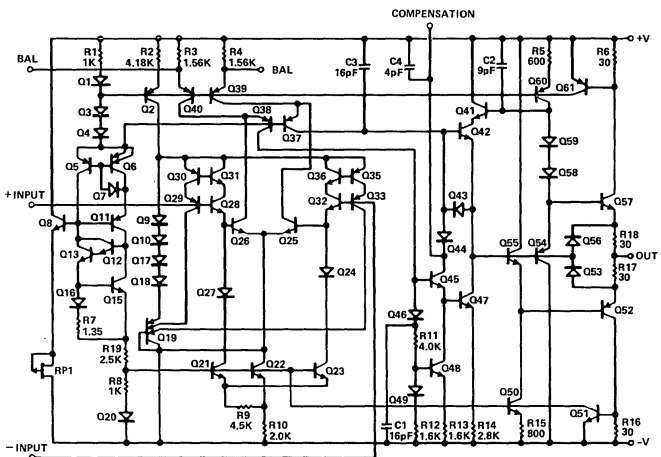 COMPENSATION
+V
R1
1K
R2
4.18K
R3
1.56K
R4
1.56K
C3
16pF
C4
4pF
C2
9pF
R5
600
R6
30
BAL
BAL
Q1
Q3
Q4
Q2
Q40
Q39
Q38
Q37
Q41
Q42
Q60
Q61
Q59
Q58
Q5
Q6
Q7
Q30
Q31
Q36
Q35
+INPUT
Q29
Q28
Q32
Q33
Q43
Q57
Q8
Q11
Q9
Q26
Q25
Q44
R18
30
Q13
Q12
Q10
Q17
Q24
Q55
Q54
Q56
OUT
Q16
Q15
Q18
Q27
Q45
Q47
Q53
R17
30
Q46
R7
1.35
Q19
R11
4.0K
Q52
R19
2.5K
RP1
Q21
Q22
Q23
Q48
R8
1K
Q49
Q50
Q51
Q20
R9
4.5K
R10
2.0K
C1
16pF
R12
1.6K
R13
1.6K
R14
2.8K
R15
800
R16
30
-V
-INPUT